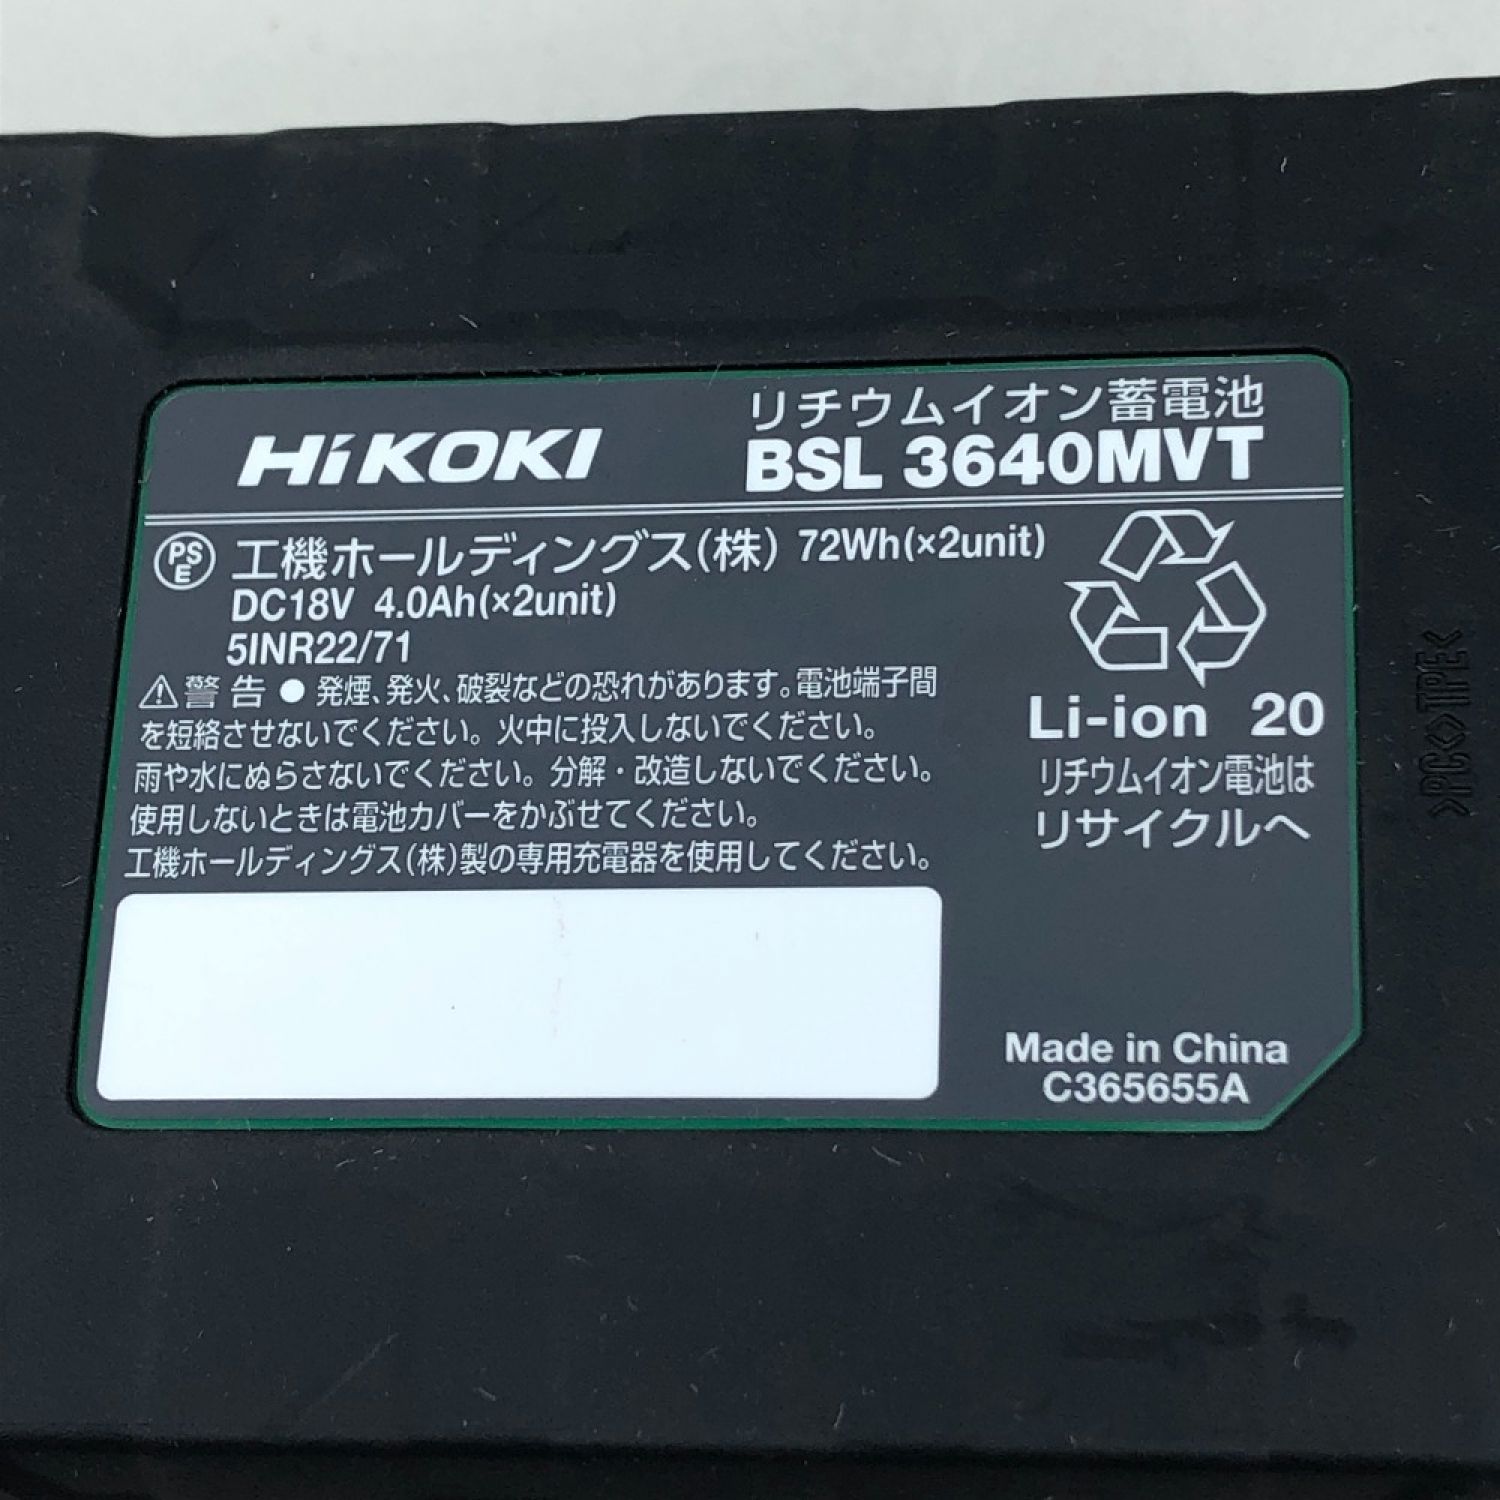 HiKOKI
リチウムイオン蓄電池
BSL 3640MVT
PS
E
工機ホールディングス(株) 72Wh(×2unit)
DC18V 4.0Ah(×2unit)
5INR22/71
⚠警告 ● 発煙、発火、破裂などの恐れがあります。電池端子間
を短絡させないでください。火中に投入しないでください。
雨や水にぬらさないでください。分解・改造しないでください。
使用しないときは電池カバーをかぶせてください。
工機ホールディングス(株)製の専用充電器を使用してください。
Li-ion 20
リチウムイオン電池は
リサイクルへ
Made in China
C365655A
>PC<>TPE<